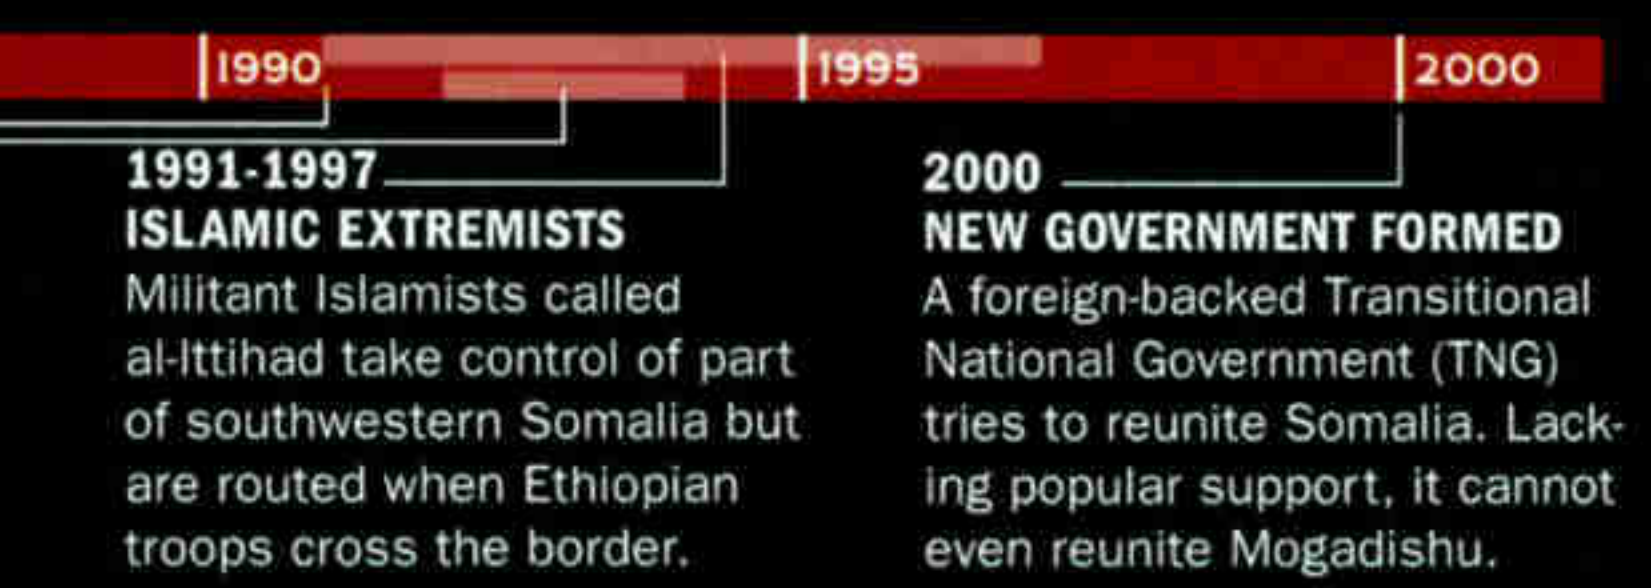 1990
1995
2000
1991-1997
ISLAMIC EXTREMISTS
Militant Islamists called
al-Ittihad take control of part
of southwestern Somalia but
are routed when Ethiopian
troops cross the border.
2000
NEW GOVERNMENT FORMED
A foreign-backed Transitional
National Government (TNG)
tries to reunite Somalia. Lack-
ing popular support, it cannot
even reunite Mogadishu.